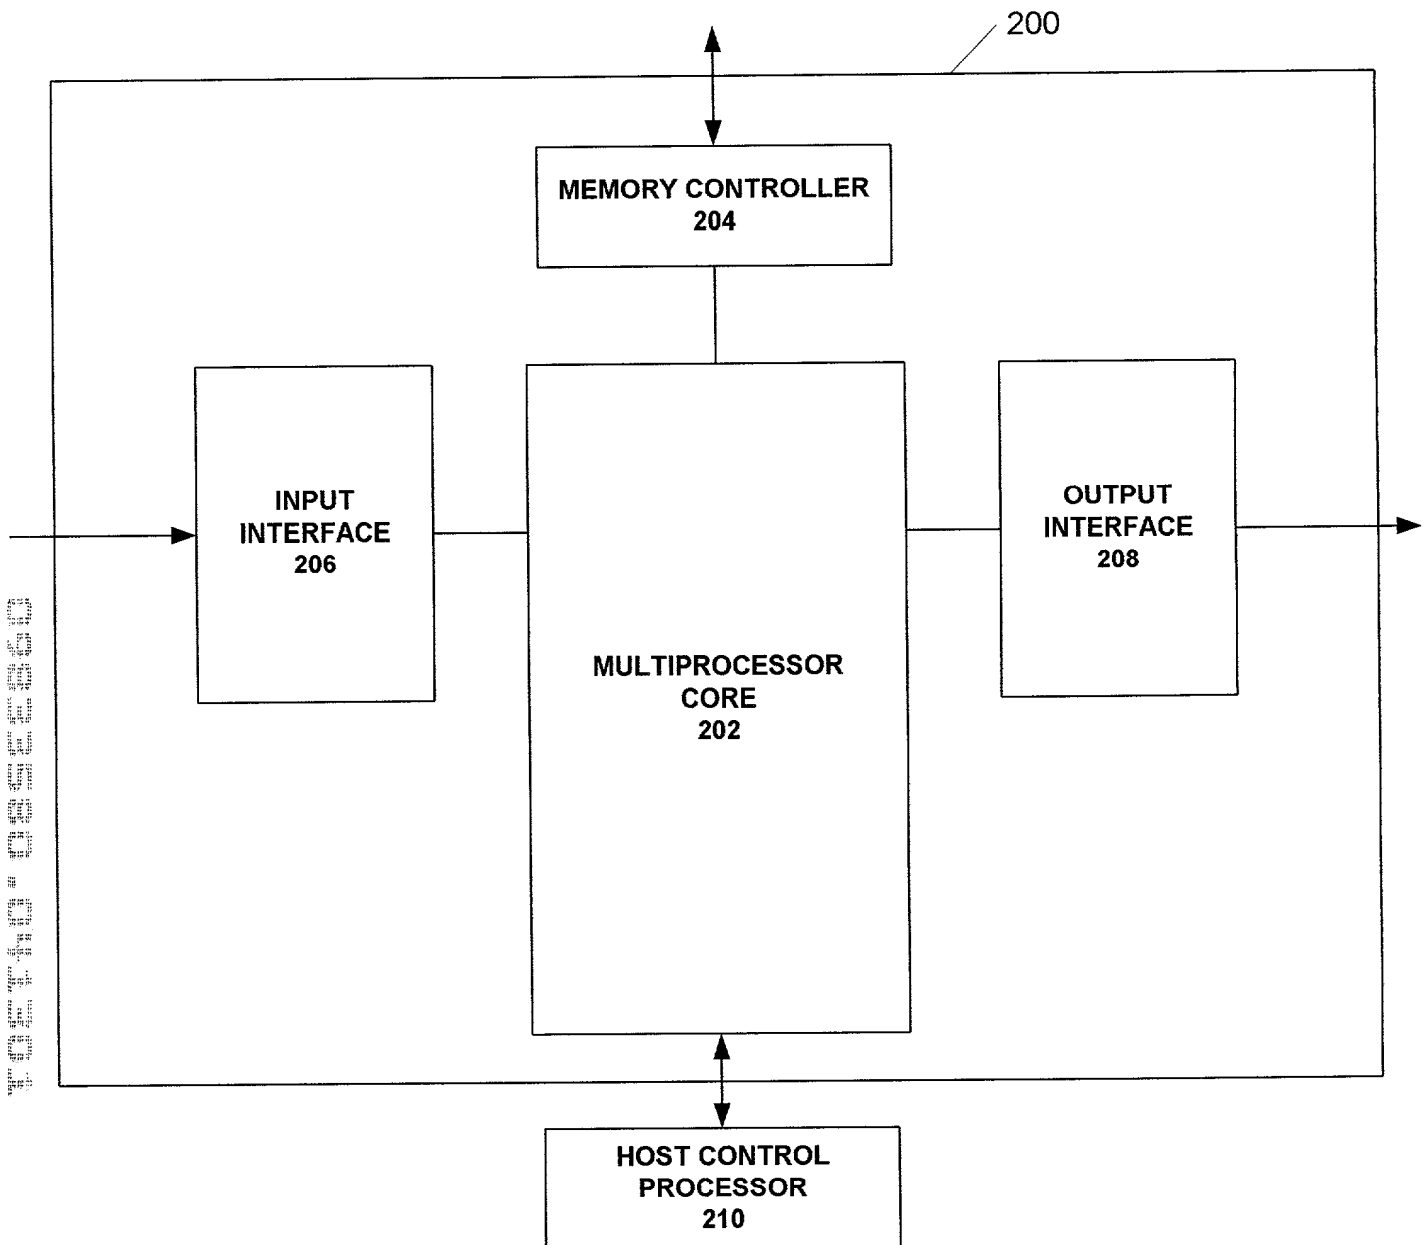 200
MEMORY CONTROLLER
204
INPUT
INTERFACE
206
MULTIPROCESSOR
CORE
202
OUTPUT
INTERFACE
208
HOST CONTROL
PROCESSOR
210